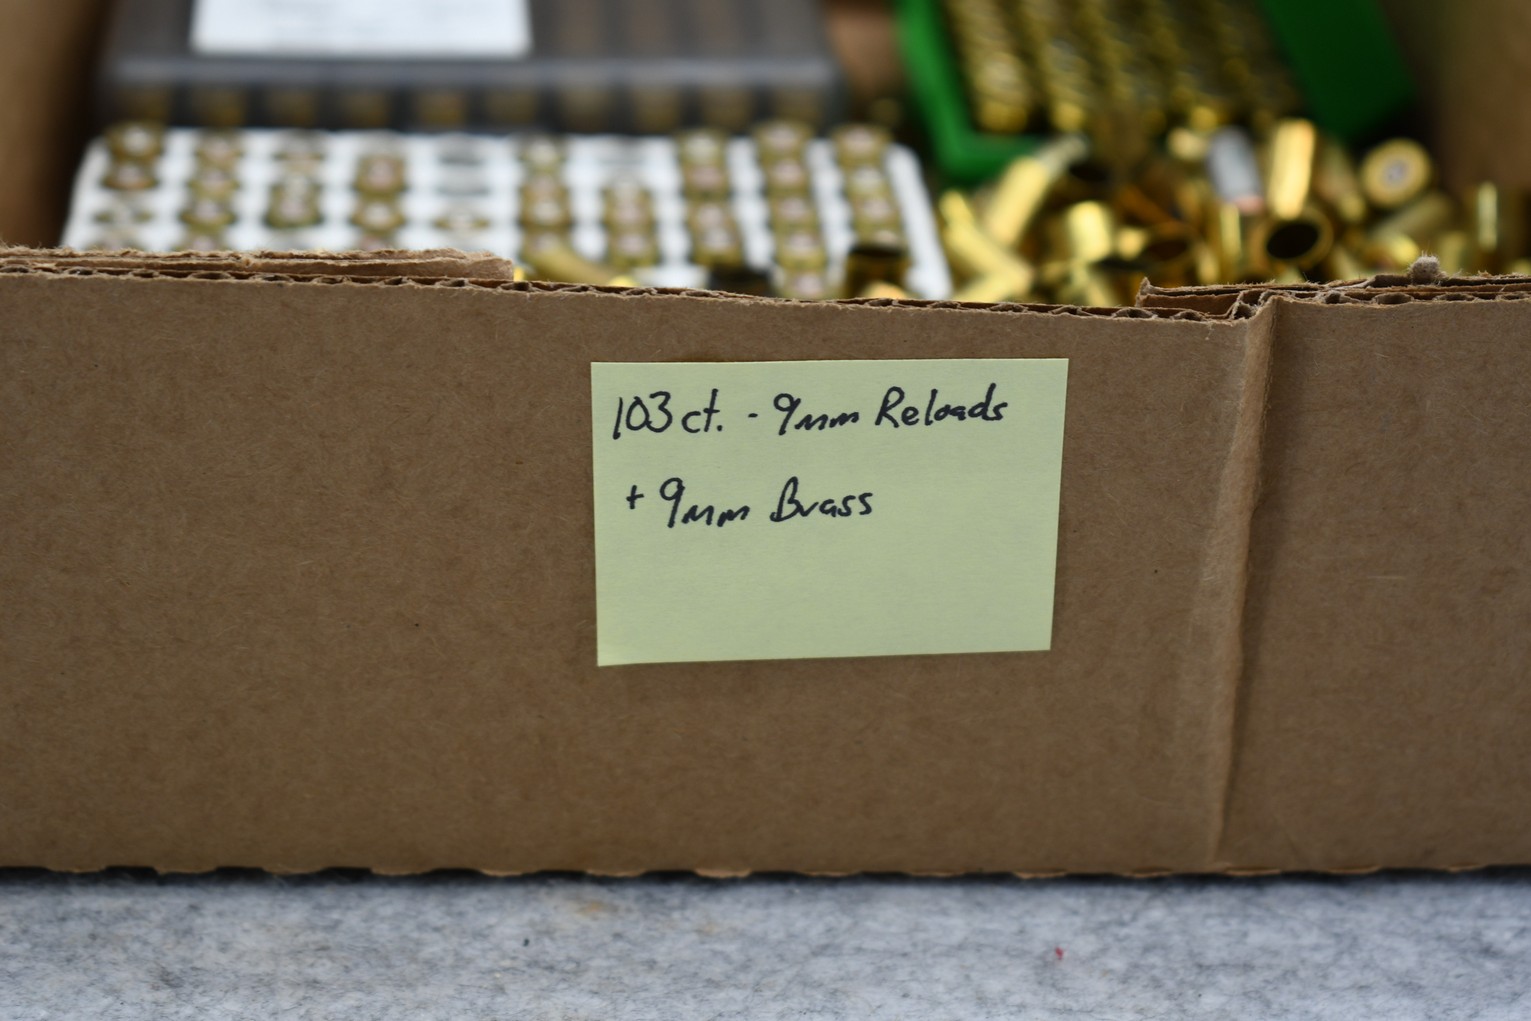 103 ct. - 9mm Reloads
+ 9mm Brass